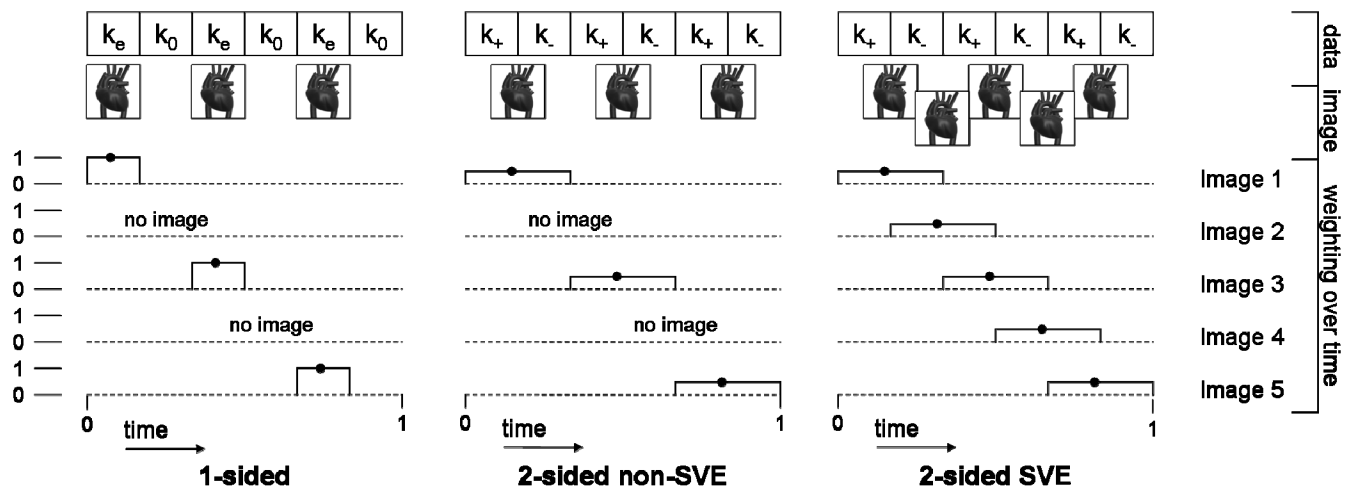 k_e k_0 k_e k_0 k_e k_0
k_+ k_- k_+ k_- k_+ k_-
k_+ k_- k_+ k_- k_+ k_-
data
image
weighting over time
1
0
1
0
1
0
1
0
1
0
no image
no image
0
1
time
1-sided
no image
no image
0
1
time
2-sided non-SVE
0
1
time
2-sided SVE
Image 1
Image 2
Image 3
Image 4
Image 5